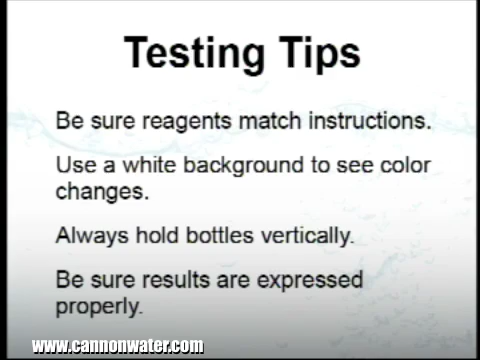 Testing Tips
Be sure reagents match instructions.
Use a white background to see color
changes.
Always hold bottles vertically.
Be sure results are expressed
properly.
www.cannonwater.com